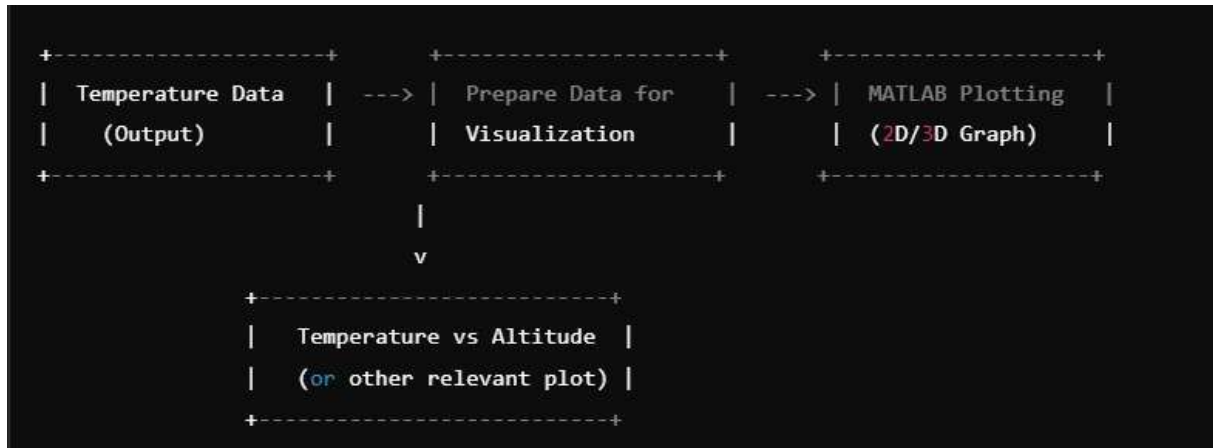 +----------------------+       +---------------------+       +--------------------+
|  Temperature Data   |  ---> |  Prepare Data for    |  ---> |  MATLAB Plotting   |
|    (Output)         |       |  Visualization       |       |  (2D/3D Graph)     |
+----------------------+       +---------------------+       +--------------------+
|
v
+---------------------------+
|   Temperature vs Altitude  |
|   (or other relevant plot) |
+---------------------------+